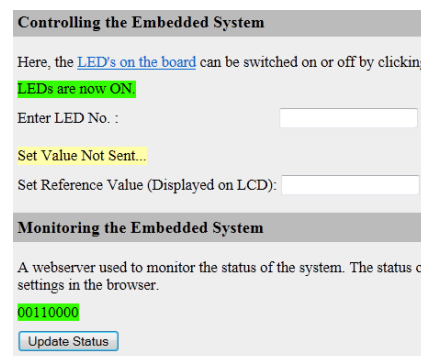 Controlling the Embedded System
Here, the LED's on the board can be switched on or off by clicking
LEDs are now ON.
Enter LED No. :
Set Value Not Sent...
Set Reference Value (Displayed on LCD):
Monitoring the Embedded System
A webserver used to monitor the status of the system. The status
settings in the browser.
00110000
Update Status